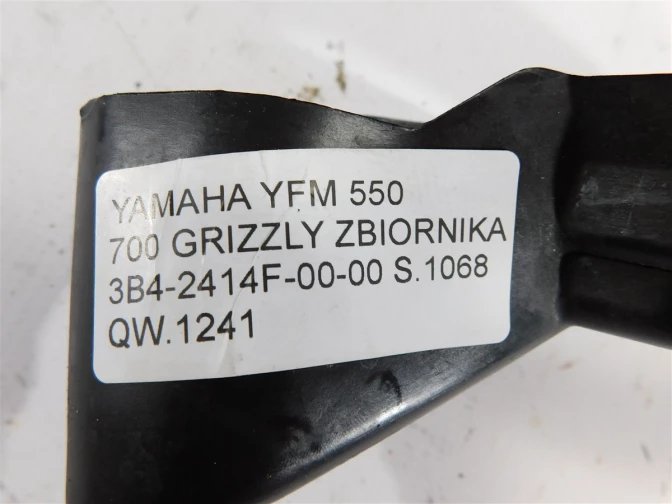 YAMAHA YFM 550
700 GRIZZLY ZBIORNIKA
3B4-2414F-00-00 S.1068
QW.1241